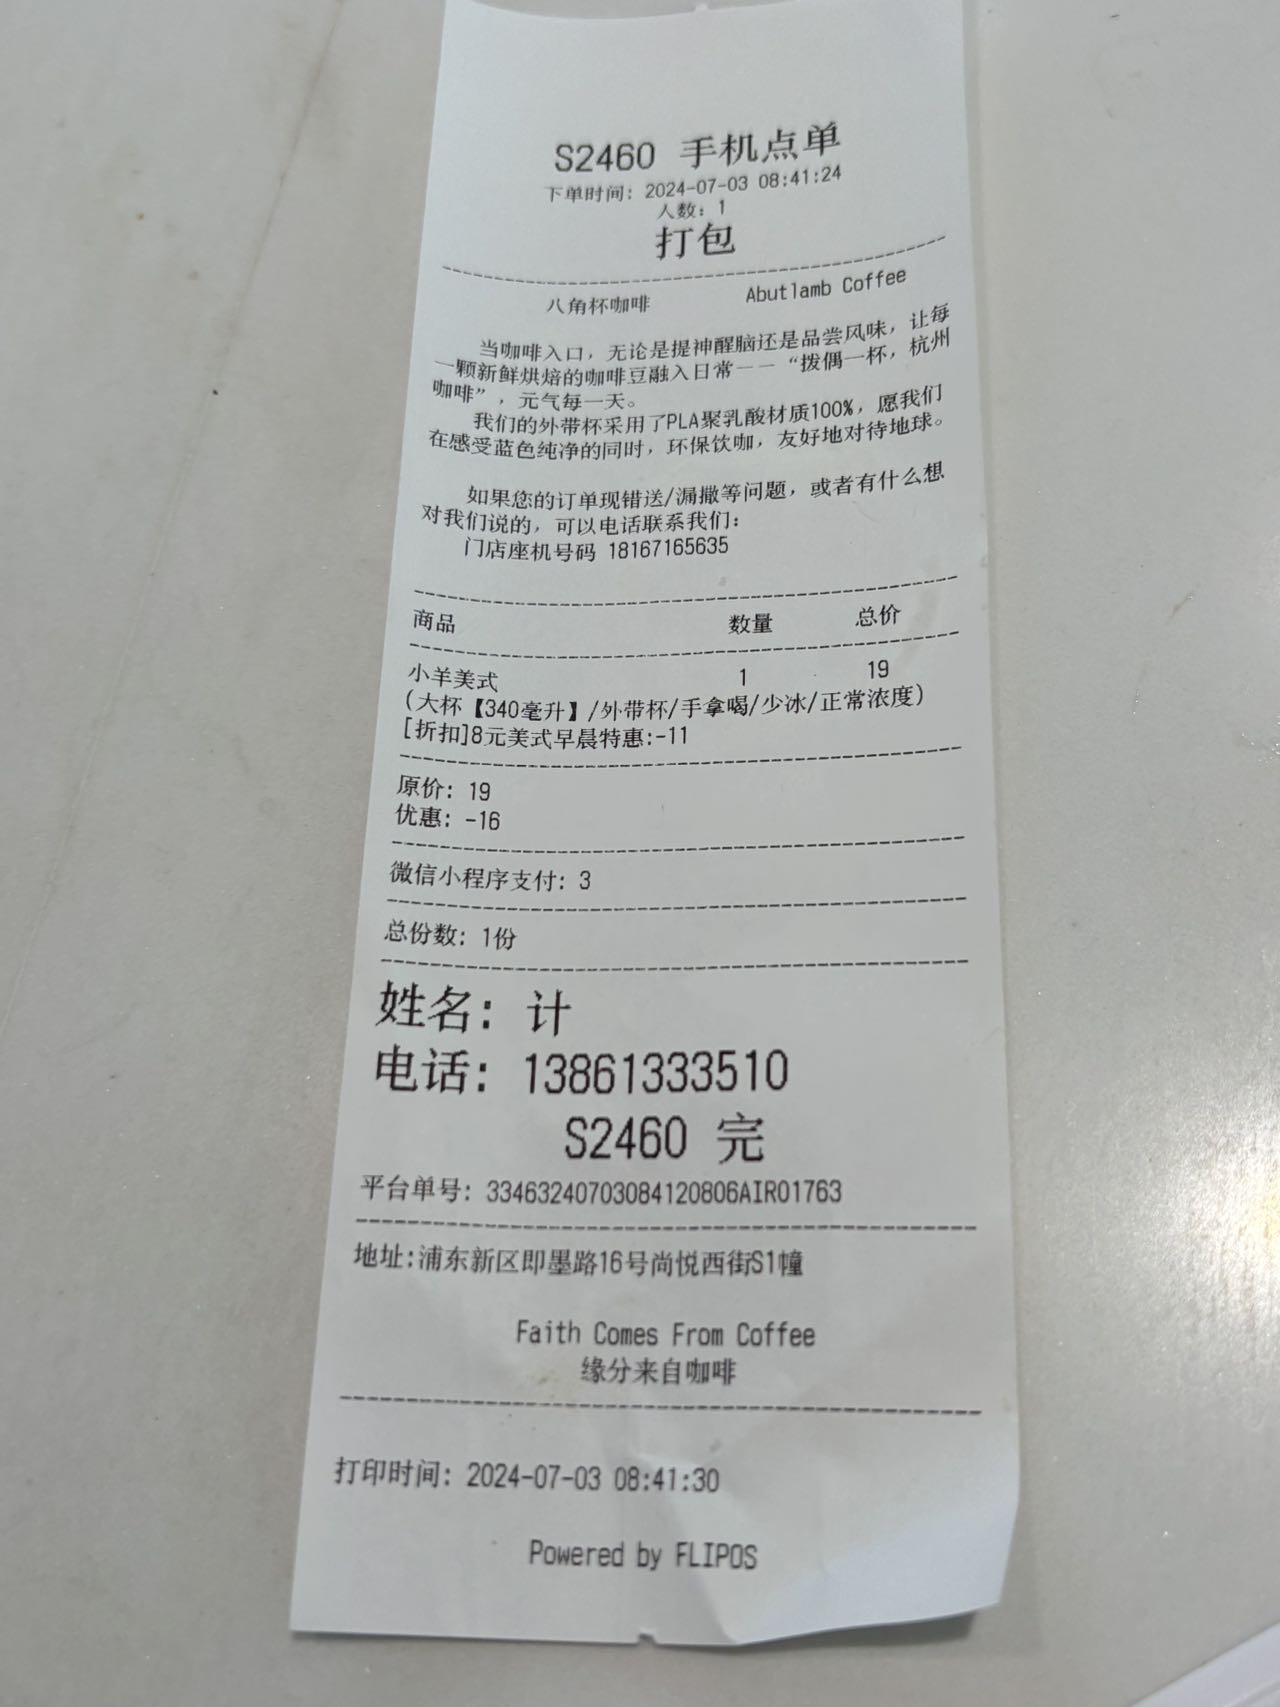 S2460 手机点单
下单时间: 2024-07-03 08:41:24
人数: 1
打包
八角杯咖啡 Abutlamb Coffee
当咖啡入口，无论是提神醒脑还是品尝风味，让每
一颗新鲜烘焙的咖啡豆融入日常——“拨偶一杯，杭州
咖啡”，元气每一天。
我们的外带杯采用了PLA聚乳酸材质100%，愿我们
在感受蓝色纯净的同时，环保饮咖，友好地对待地球。
如果您的订单现错送/漏撒等问题，或者有什么想
对我们说的，可以电话联系我们:
门店座机号码 18167165635
商品 数量 总价
小羊美式 1 19
(大杯【340毫升】/外带杯/手拿喝/少冰/正常浓度)
[折扣]8元美式早晨特惠:-11
原价: 19
优惠: -16
微信小程序支付: 3
总份数: 1份
姓名: 计
电话: 13861333510
S2460 完
平台单号: 33463240703084120806AIR01763
地址:浦东新区即墨路16号尚悦西街S1幢
Faith Comes From Coffee
缘分来自咖啡
打印时间: 2024-07-03 08:41:30
Powered by FLIPOS